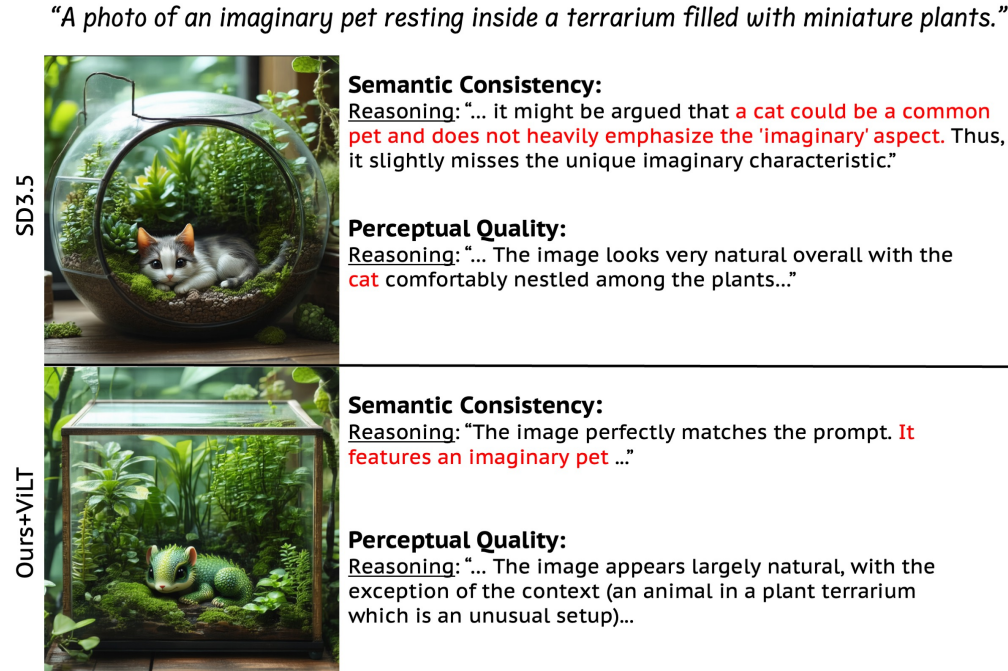 “A photo of an imaginary pet resting inside a terrarium filled with miniature plants.”
SD3.5
Semantic Consistency:
Reasoning: “... it might be argued that a cat could be a common
pet and does not heavily emphasize the 'imaginary' aspect. Thus,
it slightly misses the unique imaginary characteristic.”
Perceptual Quality:
Reasoning: “... The image looks very natural overall with the
cat comfortably nestled among the plants...”
Ours+ViLT
Semantic Consistency:
Reasoning: “The image perfectly matches the prompt. It
features an imaginary pet ...”
Perceptual Quality:
Reasoning: “... The image appears largely natural, with the
exception of the context (an animal in a plant terrarium
which is an unusual setup)...